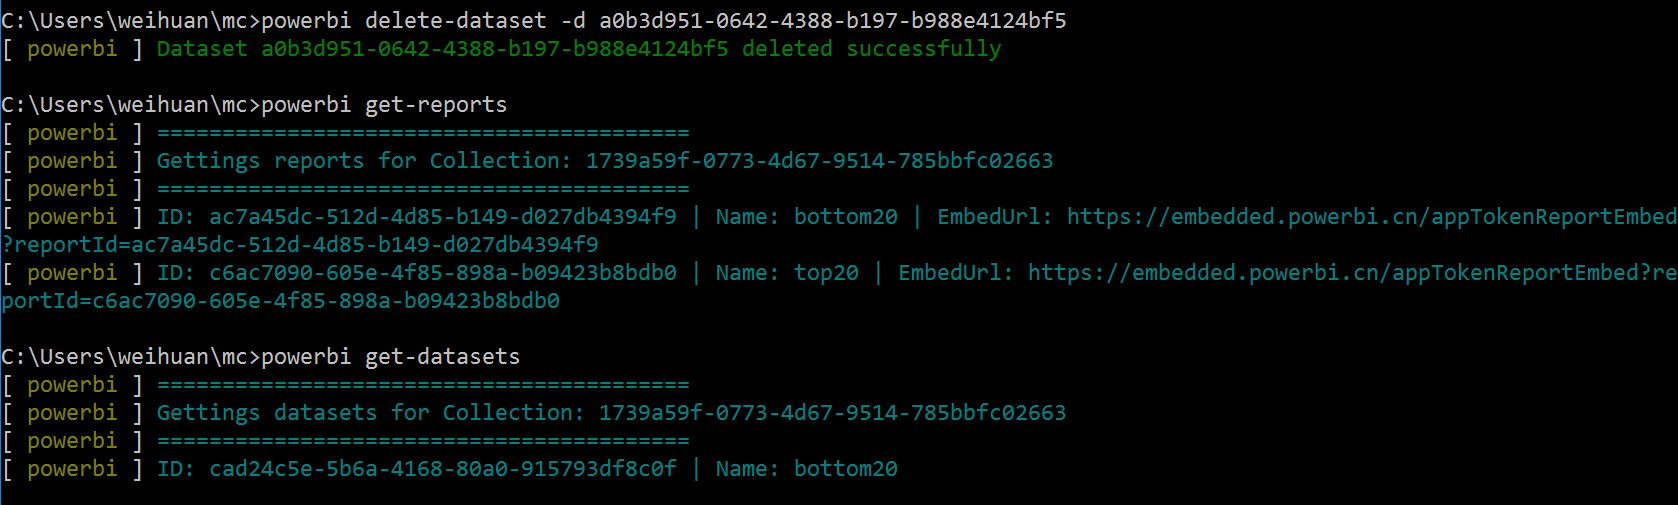 C:\Users\weihuan\mc>powerbi delete-dataset -d a0b3d951-0642-4388-b197-b988e4124bf5
[ powerbi ] Dataset a0b3d951-0642-4388-b197-b988e4124bf5 deleted successfully
C:\Users\weihuan\mc>powerbi get-reports
[ powerbi ] =========================================
[ powerbi ] Gettings reports for Collection: 1739a59f-0773-4d67-9514-785bbfc02663
[ powerbi ] =========================================
[ powerbi ] ID: ac7a45dc-512d-4d85-b149-d027db4394f9 | Name: bottom20 | EmbedUrl: https://embedded.powerbi.cn/appTokenReportEmbed
?reportId=ac7a45dc-512d-4d85-b149-d027db4394f9
[ powerbi ] ID: c6ac7090-605e-4f85-898a-b09423b8bdb0 | Name: top20 | EmbedUrl: https://embedded.powerbi.cn/appTokenReportEmbed?re
portId=c6ac7090-605e-4f85-898a-b09423b8bdb0
C:\Users\weihuan\mc>powerbi get-datasets
[ powerbi ] =========================================
[ powerbi ] Gettings datasets for Collection: 1739a59f-0773-4d67-9514-785bbfc02663
[ powerbi ] =========================================
[ powerbi ] ID: cad24c5e-5b6a-4168-80a0-915793df8c0f | Name: bottom20